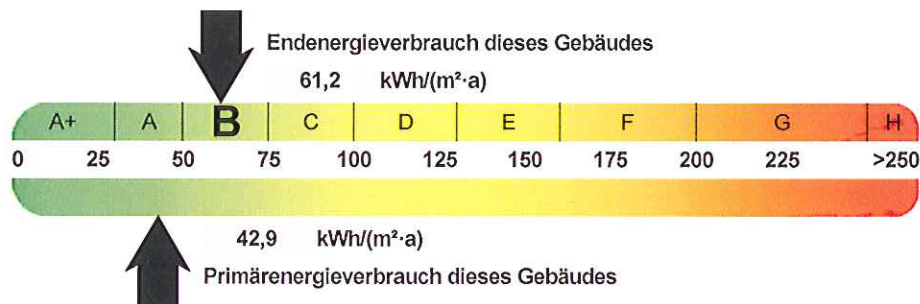 Endenergieverbrauch dieses Gebäudes
61,2 kWh/(m²·a)
A+ A B C D E F G H
0 25 50 75 100 125 150 175 200 225 >250
42,9 kWh/(m²·a)
Primärenergieverbrauch dieses Gebäudes